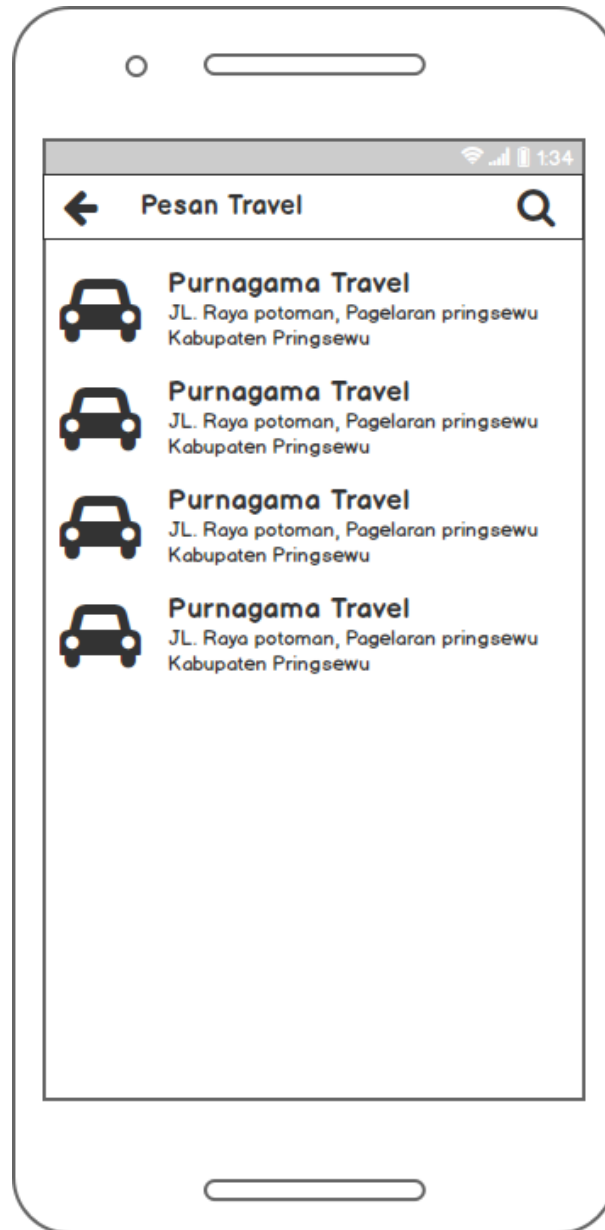 1:34
Pesan Travel
Purnagama Travel
JL. Raya potoman, Pagelaran pringsewu
Kabupaten Pringsewu
Purnagama Travel
JL. Raya potoman, Pagelaran pringsewu
Kabupaten Pringsewu
Purnagama Travel
JL. Raya potoman, Pagelaran pringsewu
Kabupaten Pringsewu
Purnagama Travel
JL. Raya potoman, Pagelaran pringsewu
Kabupaten Pringsewu